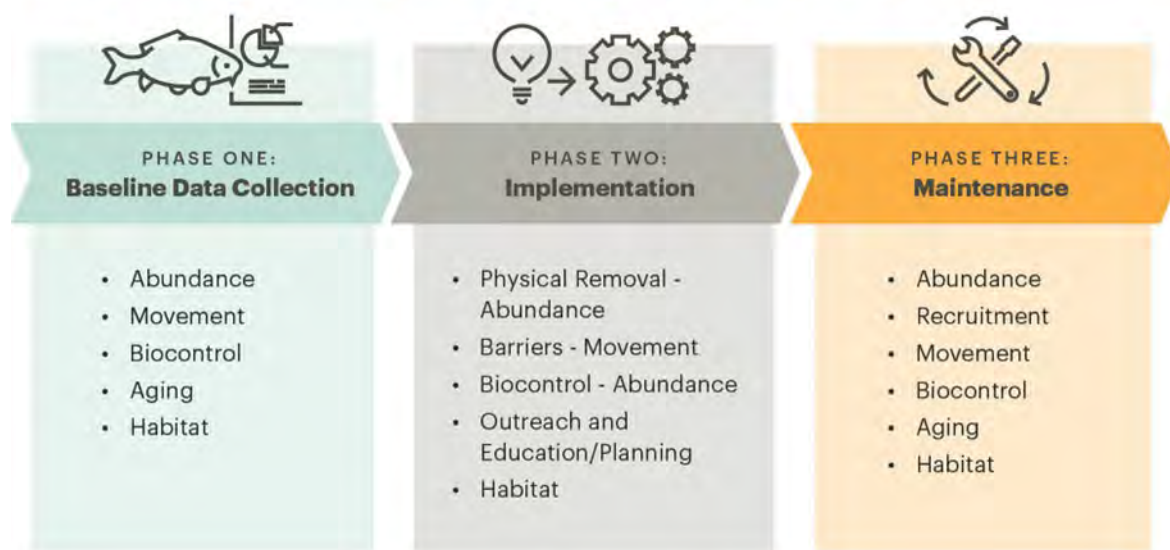 PHASE ONE:
Baseline Data Collection
• Abundance
• Movement
• Biocontrol
• Aging
• Habitat
PHASE TWO:
Implementation
• Physical Removal -
Abundance
• Barriers - Movement
• Biocontrol - Abundance
• Outreach and
Education/Planning
• Habitat
PHASE THREE:
Maintenance
• Abundance
• Recruitment
• Movement
• Biocontrol
• Aging
• Habitat